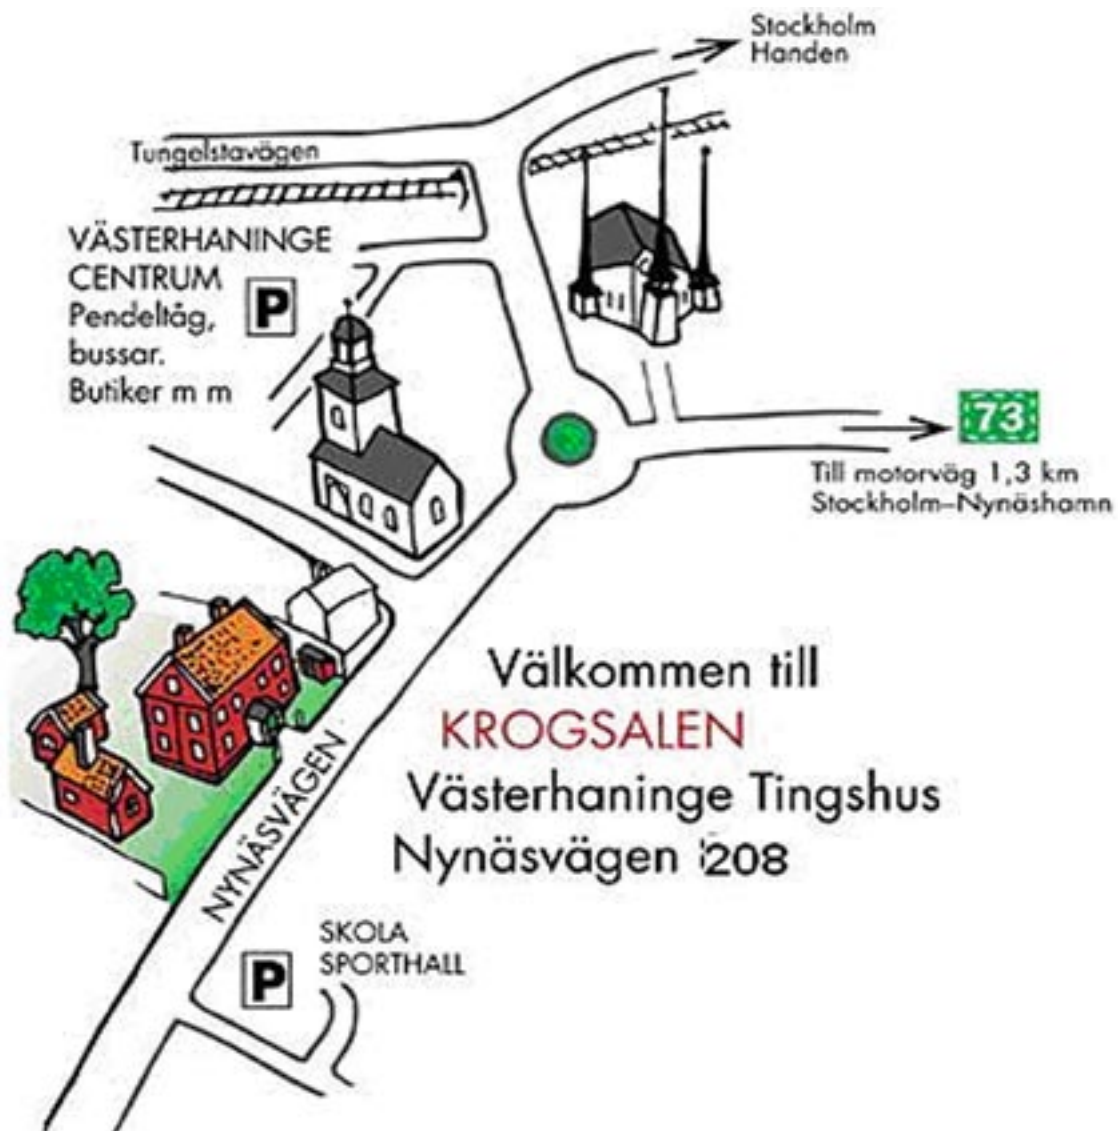 Stockholm
Handen
Tungelstavägen
VÄSTERHANINGE
CENTRUM
Pendeltåg,
bussar.
Butiker m m
P
73
Till motorväg 1,3 km
Stockholm–Nynäshamn
Välkommen till
KROGSALEN
Västerhaninge Tingshus
Nynäsvägen 208
NYNÄSVÄGEN
SKOLA
SPORTHALL
P